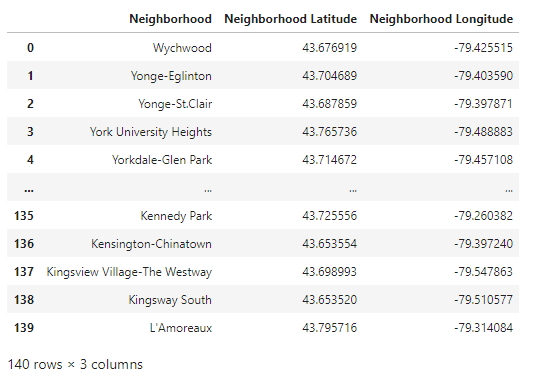 Neighborhood Neighborhood Latitude Neighborhood Longitude
0 Wychwood 43.676919 -79.425515
1 Yonge-Eglinton 43.704689 -79.403590
2 Yonge-St.Clair 43.687859 -79.397871
3 York University Heights 43.765736 -79.488883
4 Yorkdale-Glen Park 43.714672 -79.457108
... ... ... ...
135 Kennedy Park 43.725556 -79.260382
136 Kensington-Chinatown 43.653554 -79.397240
137 Kingsview Village-The Westway 43.698993 -79.547863
138 Kingsway South 43.653520 -79.510577
139 L'Amoreaux 43.795716 -79.314084
140 rows × 3 columns